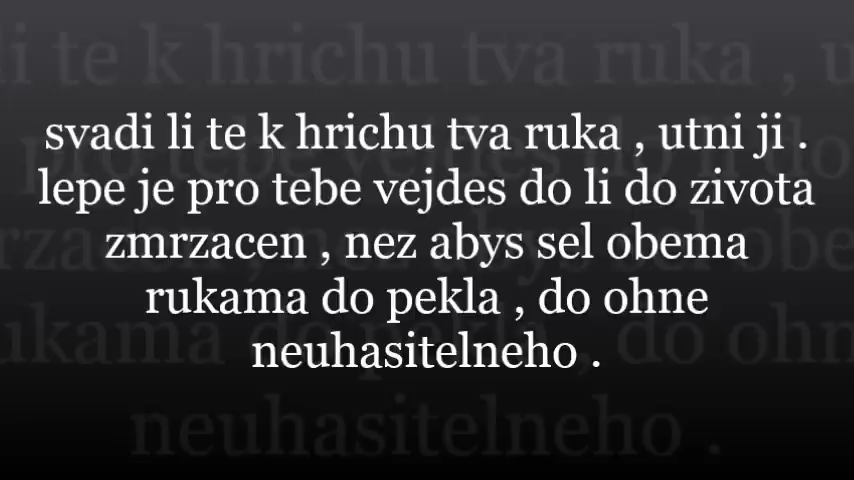 svadi li te k hrichu tva ruka , utni ji .
lepe je pro tebe vejdes do li do zivota
zmrzacen , nez abys sel obema
rukama do pekla , do ohne
neuhasitelneho .